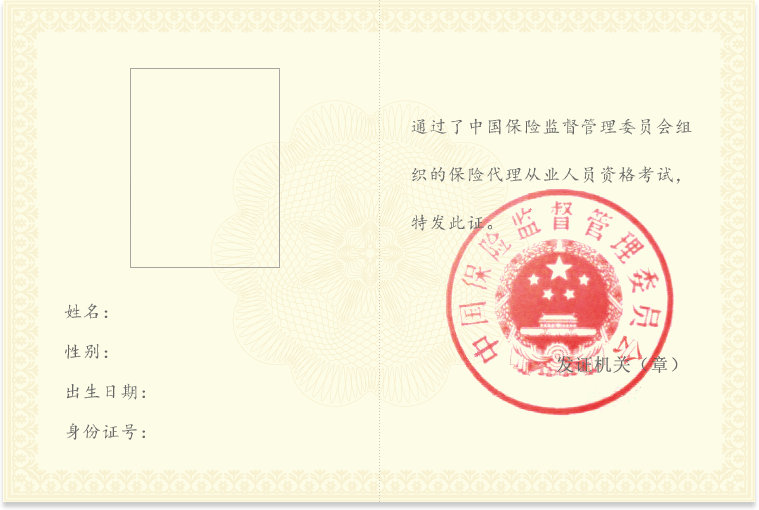 姓名：
性别：
出生日期：
身份证号：
通过了中国保险监督管理委员会组
织的保险代理从业人员资格考试，
特发此证。
中国保险监督管理委员会
发证机关（章）